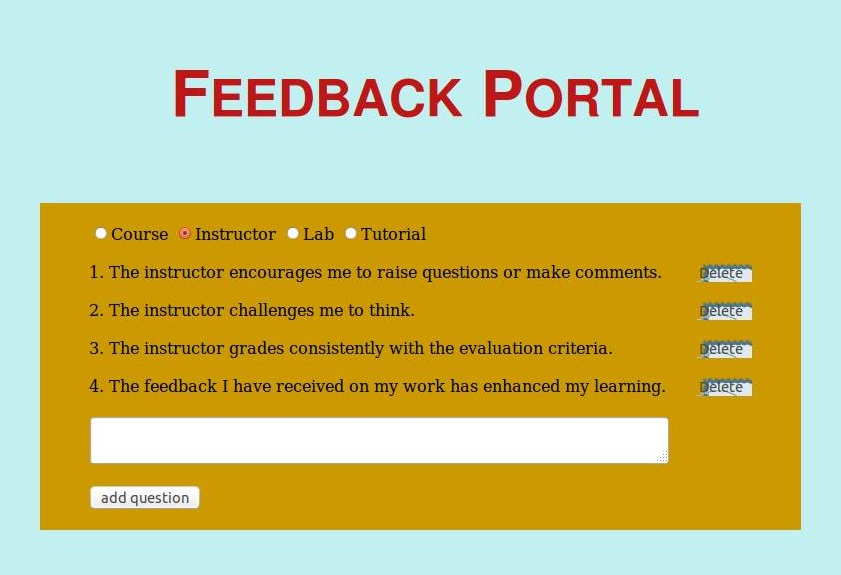 FEEDBACK PORTAL
Course Instructor Lab Tutorial
1. The instructor encourages me to raise questions or make comments. Delete
2. The instructor challenges me to think. Delete
3. The instructor grades consistently with the evaluation criteria. Delete
4. The feedback I have received on my work has enhanced my learning. Delete
add question